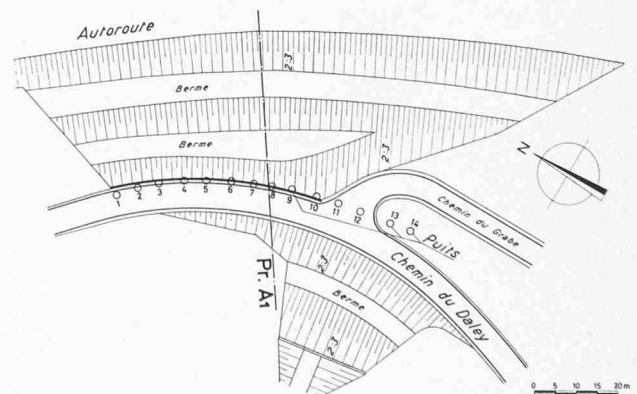 Autoroute
2:3
Berme
Berme
2:3
N
1 2 3 4 5 6 7 8 9 10 11 12 13 14
Puits
Chemin du Grabe
Chemin du Daley
Pr. A1
2:3
Berme
2:3
0 5 10 15 20 m